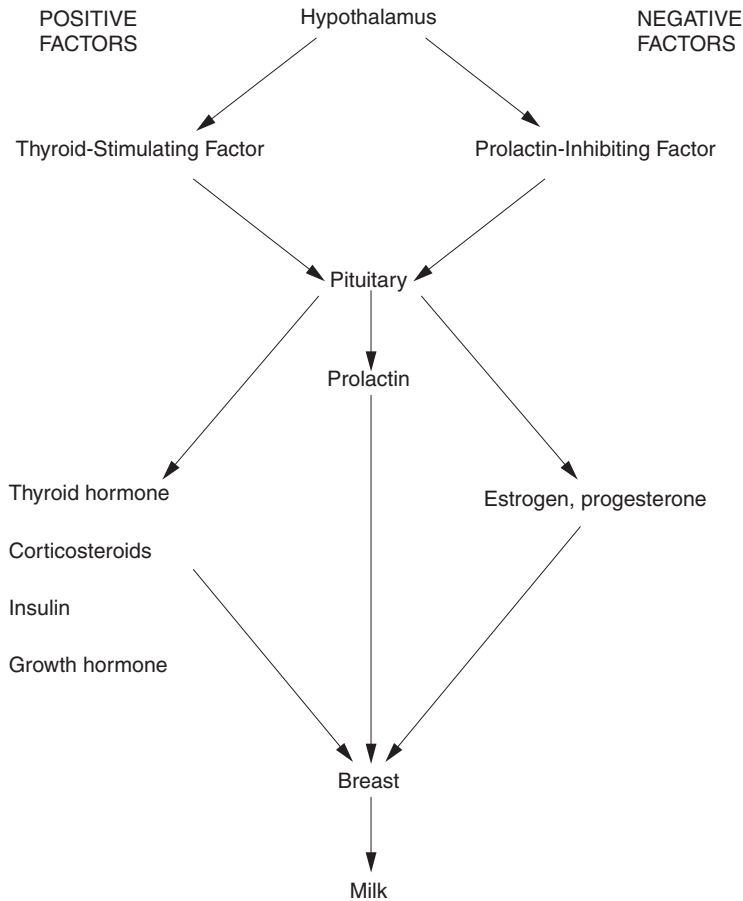 POSITIVE
FACTORS
Hypothalamus
NEGATIVE
FACTORS
Thyroid-Stimulating Factor
Prolactin-Inhibiting Factor
Pituitary
Prolactin
Thyroid hormone
Estrogen, progesterone
Corticosteroids
Insulin
Growth hormone
Breast
Milk